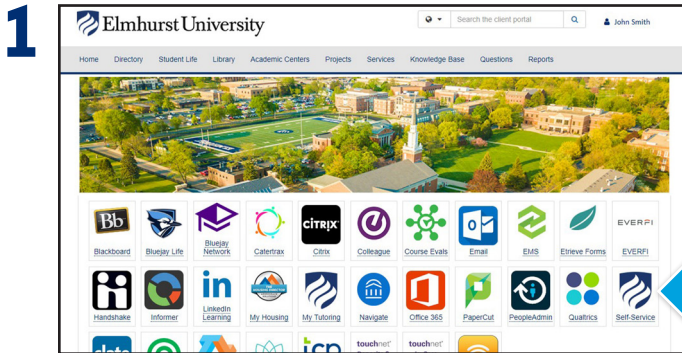 1
Elmhurst University
Search the client portal
John Smith
Home Directory Student Life Library Academic Centers Projects Services Knowledge Base Questions Reports
Bb
CİTRIX
EVERFI
Blackboard Bluejay Life Bluejay Network Catertrax Citrix Colleague Course Evals Email EMS Etrieve Forms EVERFI
in
Handshake Informer LinkedIn Learning My Housing My Tutoring Navigate Office 365 PaperCut PeopleAdmin Qualtrics Self-Service
touchnet touchnet